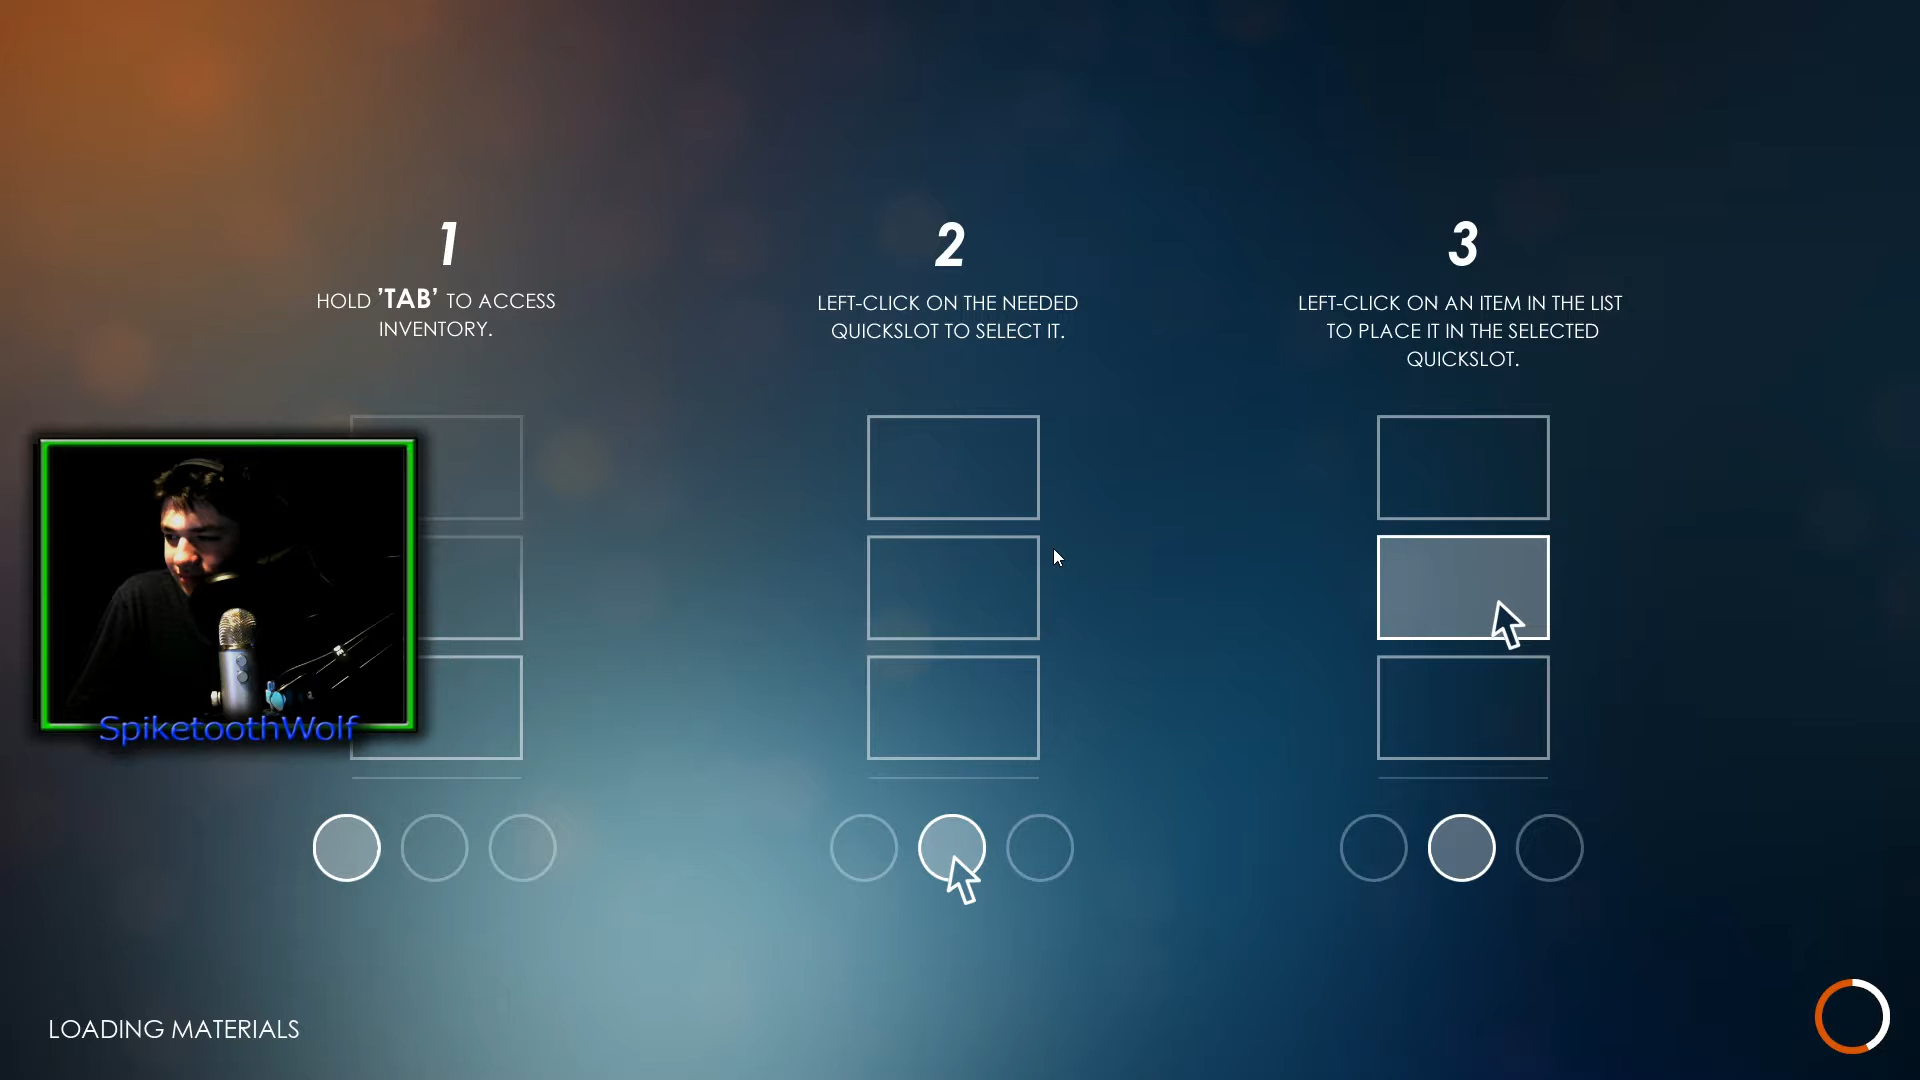 1
HOLD 'TAB' TO ACCESS
INVENTORY.
2
LEFT-CLICK ON THE NEEDED
QUICKSLOT TO SELECT IT.
3
LEFT-CLICK ON AN ITEM IN THE LIST
TO PLACE IT IN THE SELECTED
QUICKSLOT.
SpiketoothWolf
LOADING MATERIALS